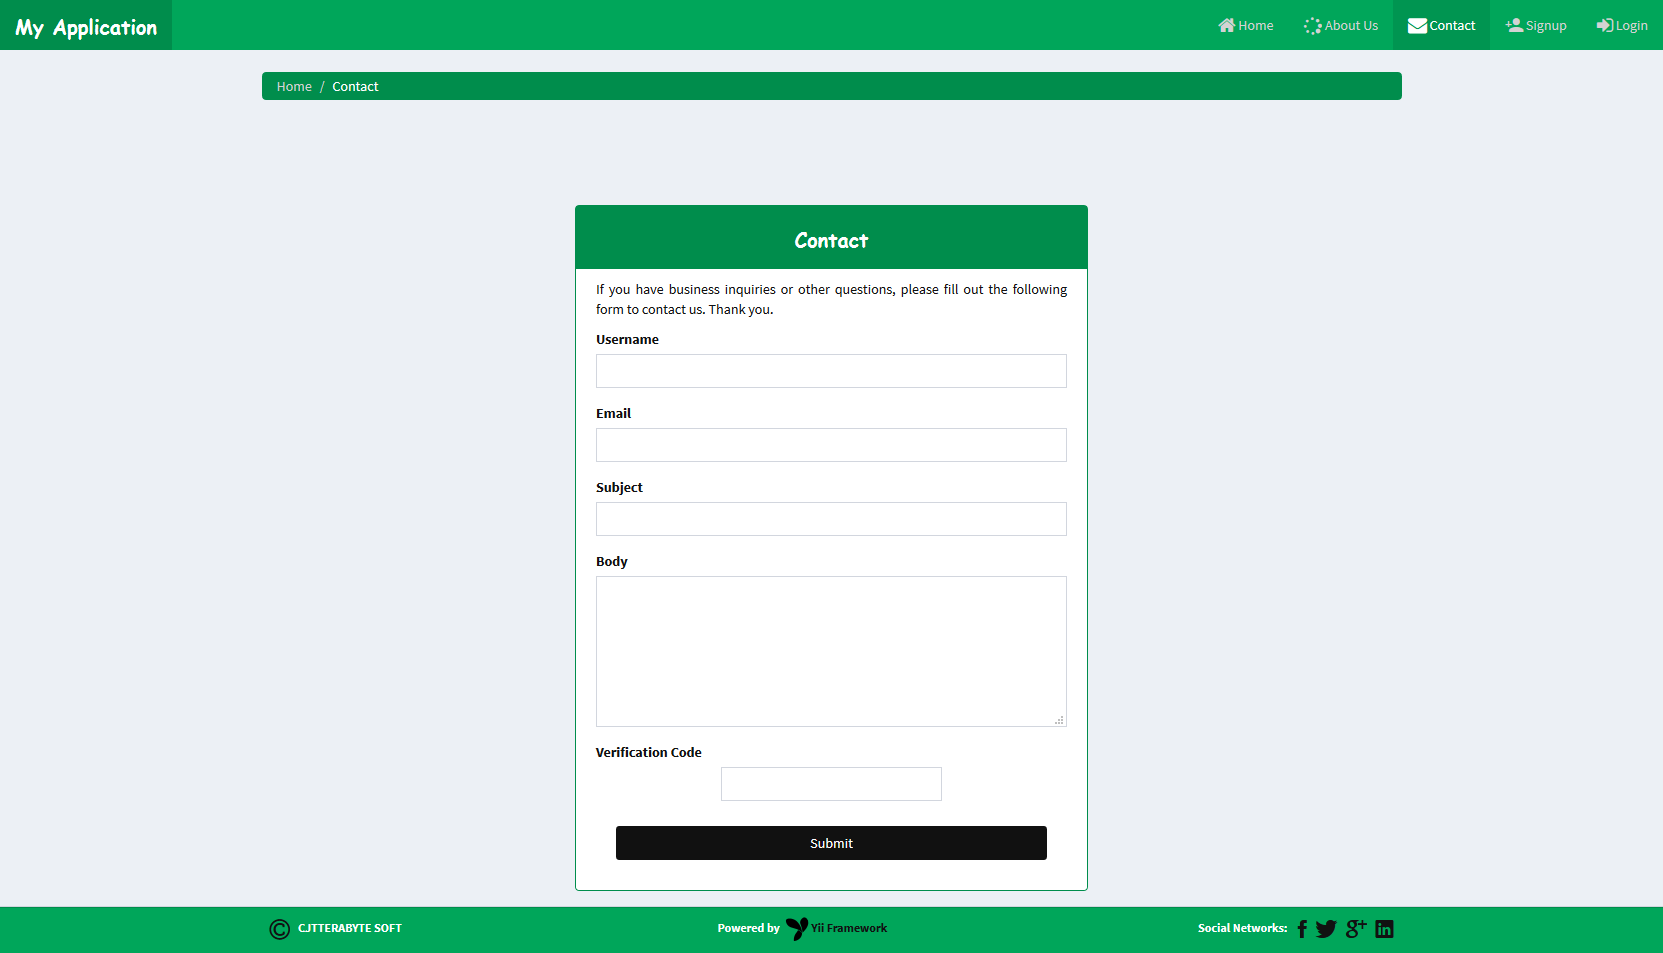 My Application
Home
About Us
Contact
Signup
Login
Home / Contact
Contact
If you have business inquiries or other questions, please fill out the following
form to contact us. Thank you.
Username
Email
Subject
Body
Verification Code
Submit
© CJTTERABYTE SOFT
Powered by Yii Framework
Social Networks: